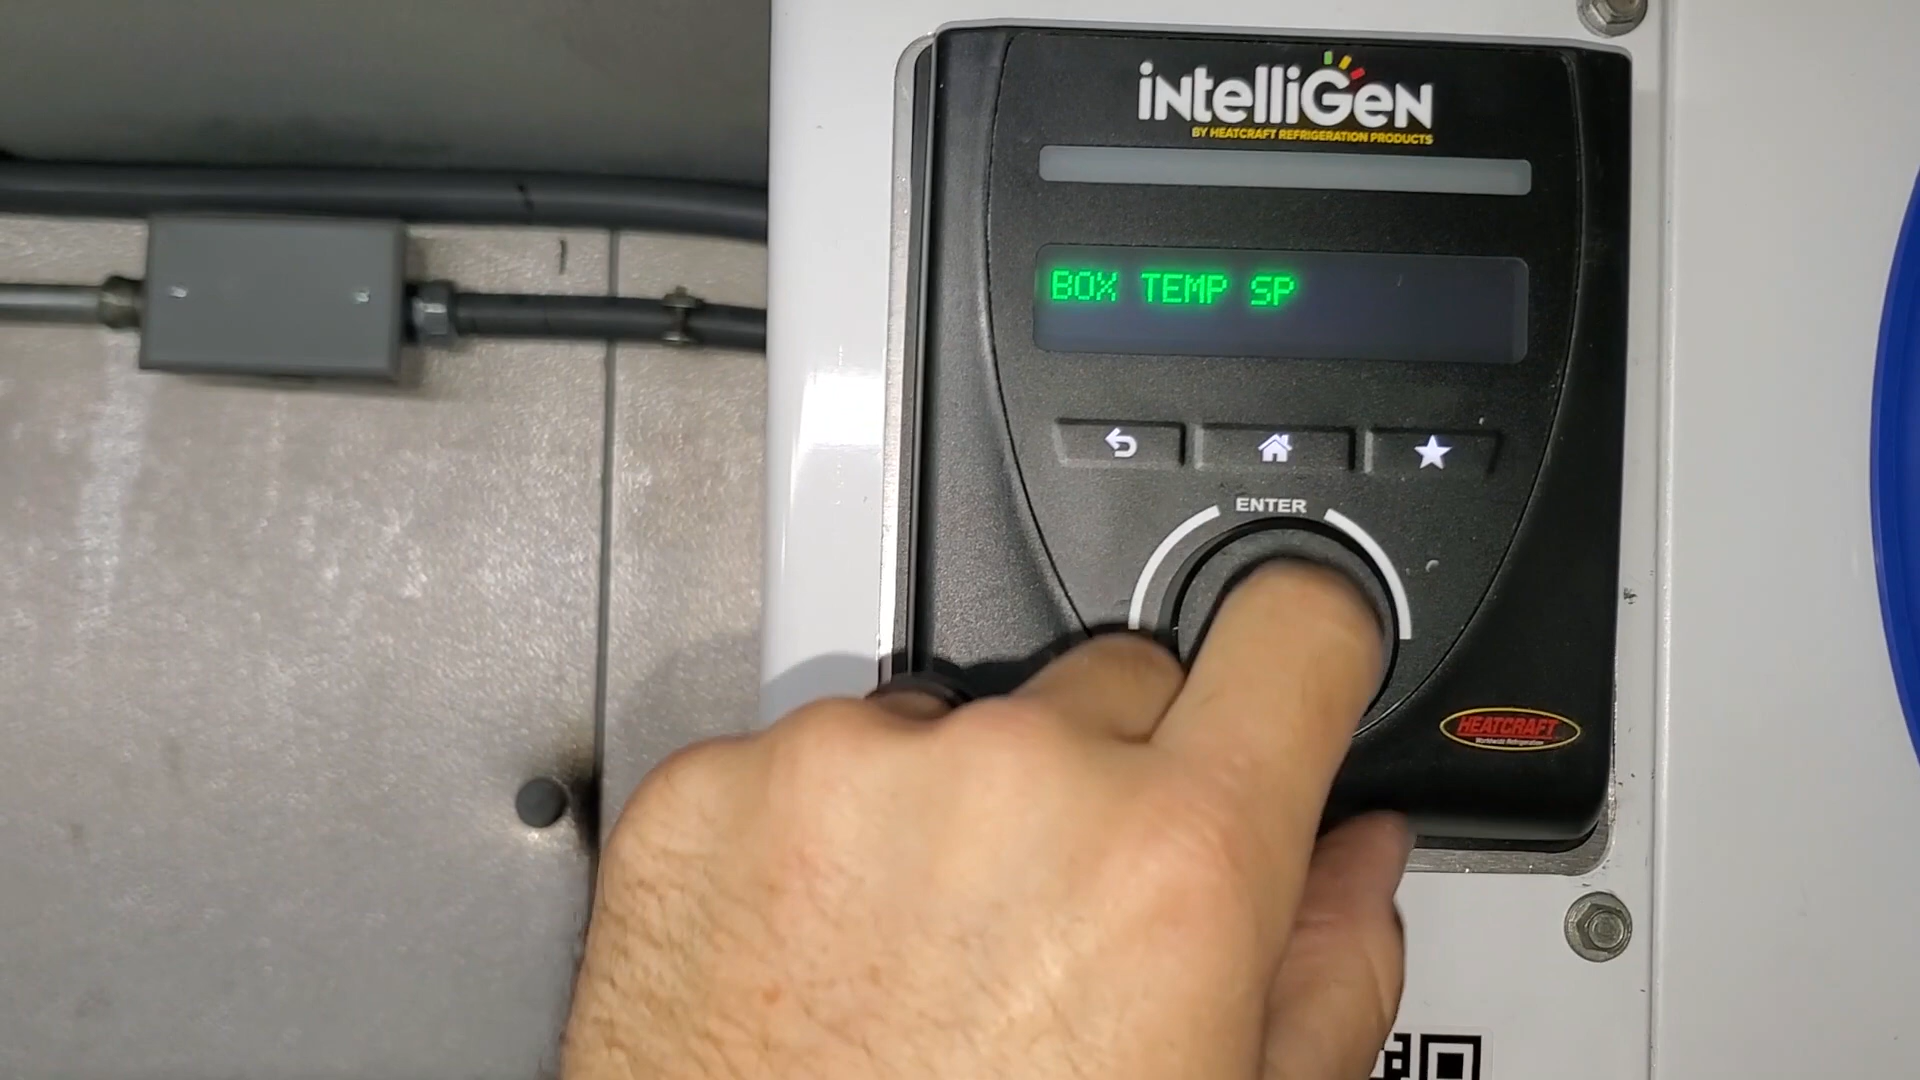 intelliGen
BY HEATCRAFT REFRIGERATION PRODUCTS
BOX TEMP SP
ENTER
HEATCRAFT
Worldwide Refrigeration